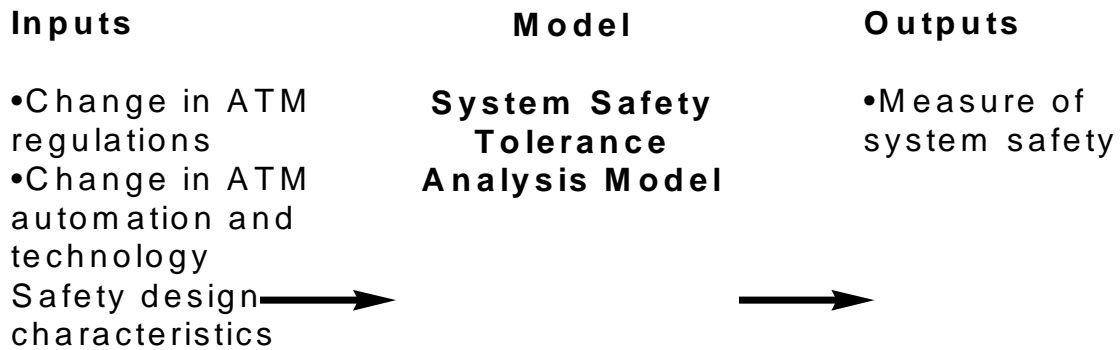 Inputs
•Change in ATM
regulations
•Change in ATM
automation and
technology
Safety design
characteristics
Model
System Safety
Tolerance
Analysis Model
Outputs
•Measure of
system safety